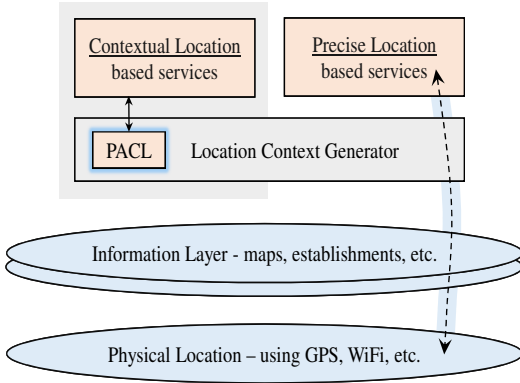 Contextual Location
based services
Precise Location
based services
PACL
Location Context Generator
Information Layer - maps, establishments, etc.
Physical Location – using GPS, WiFi, etc.